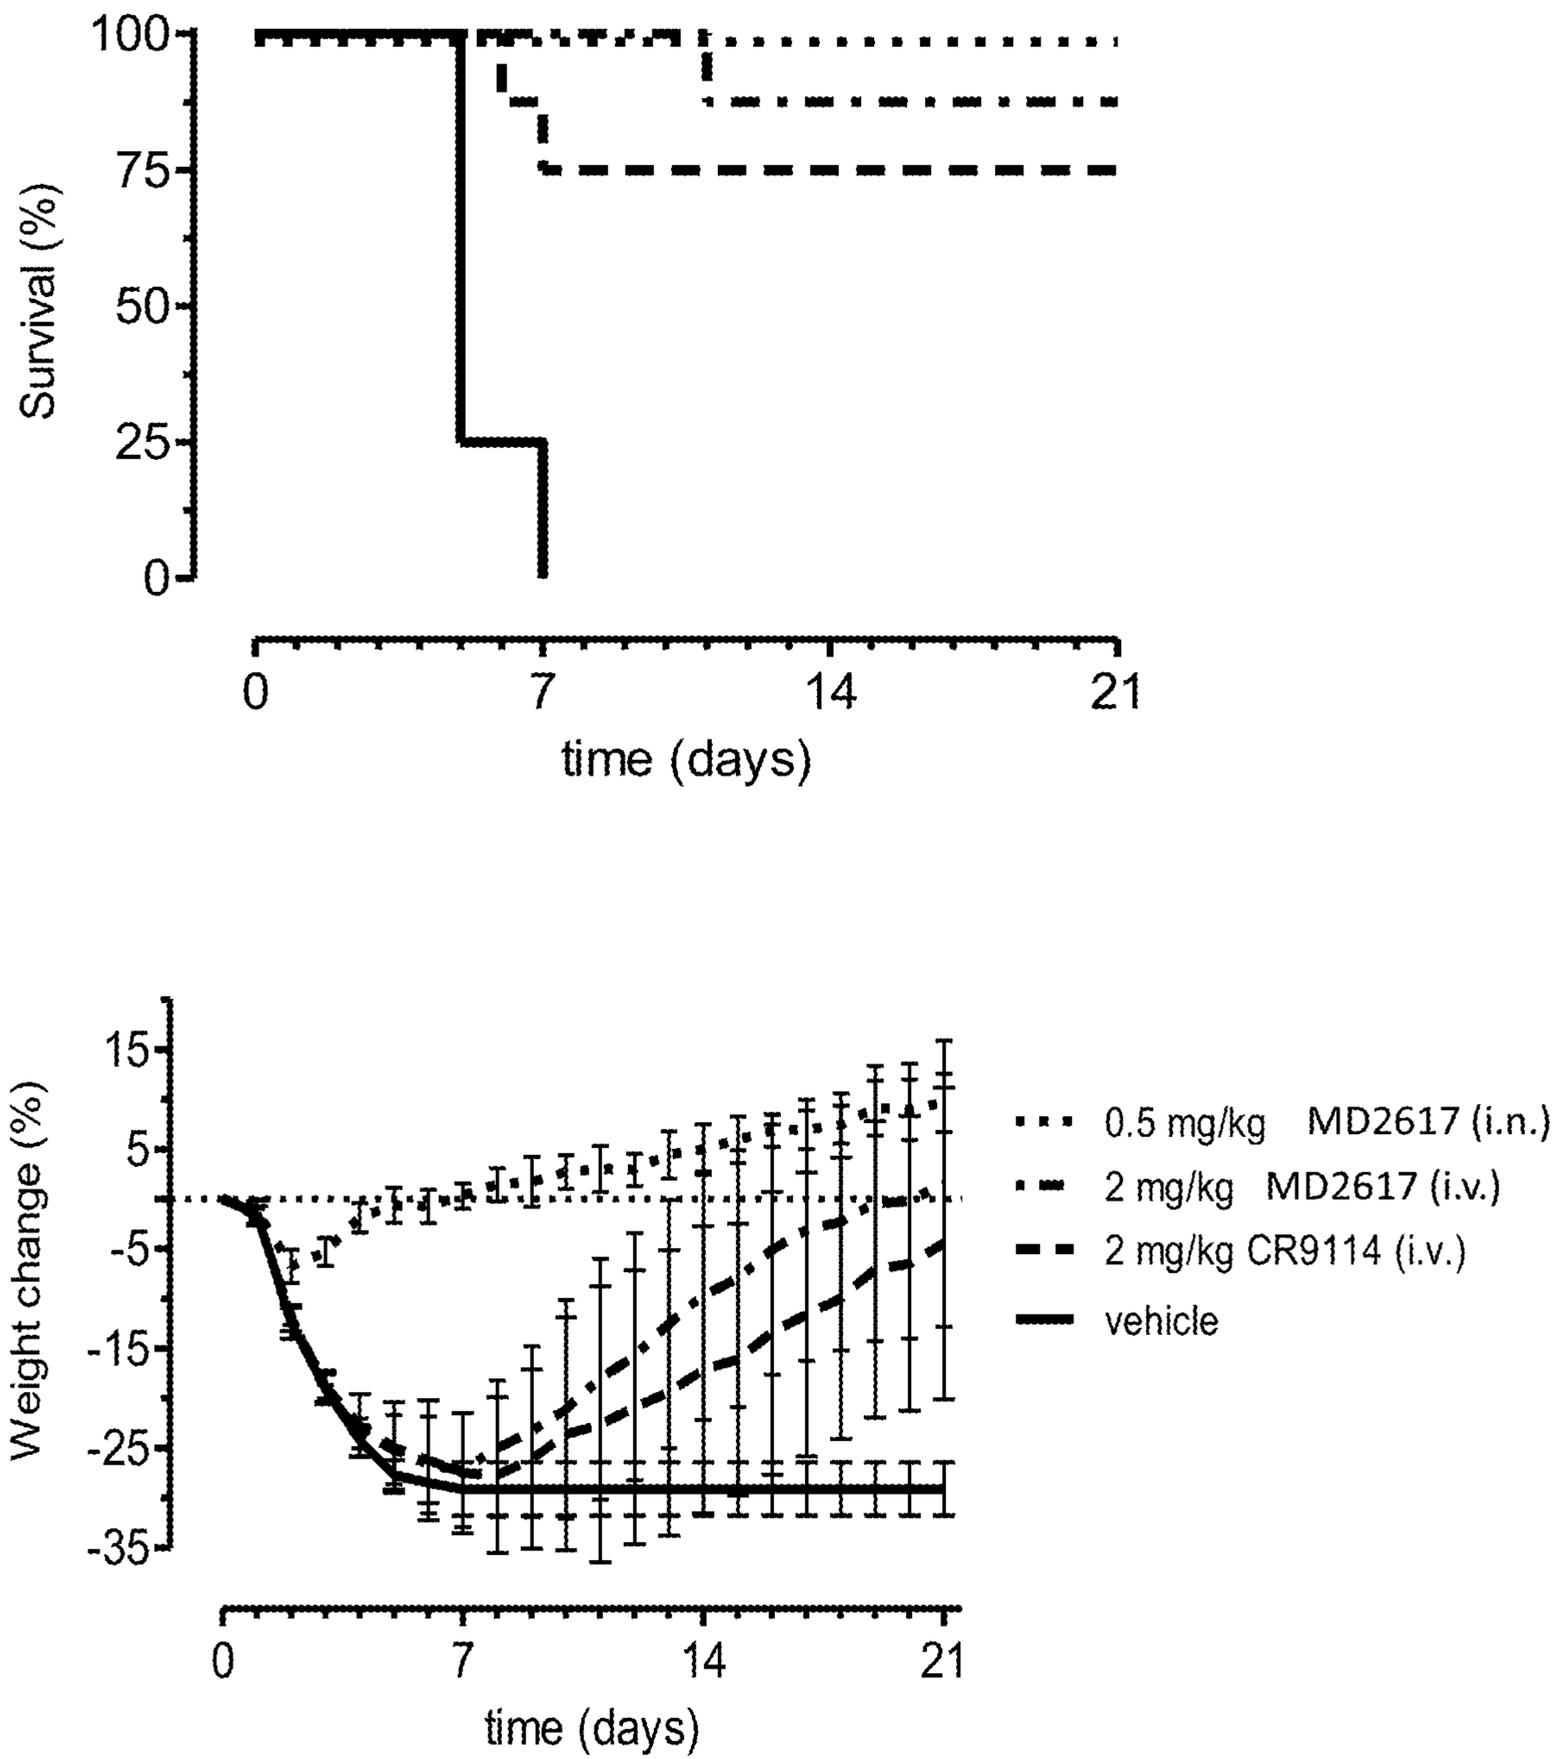 Survival (%)
100
75
50
25
0
0 7 14 21
time (days)
Weight change (%)
15
5
-5
-15
-25
-35
0 7 14 21
time (days)
0.5 mg/kg MD2617 (i.n.)
2 mg/kg MD2617 (i.v.)
2 mg/kg CR9114 (i.v.)
vehicle